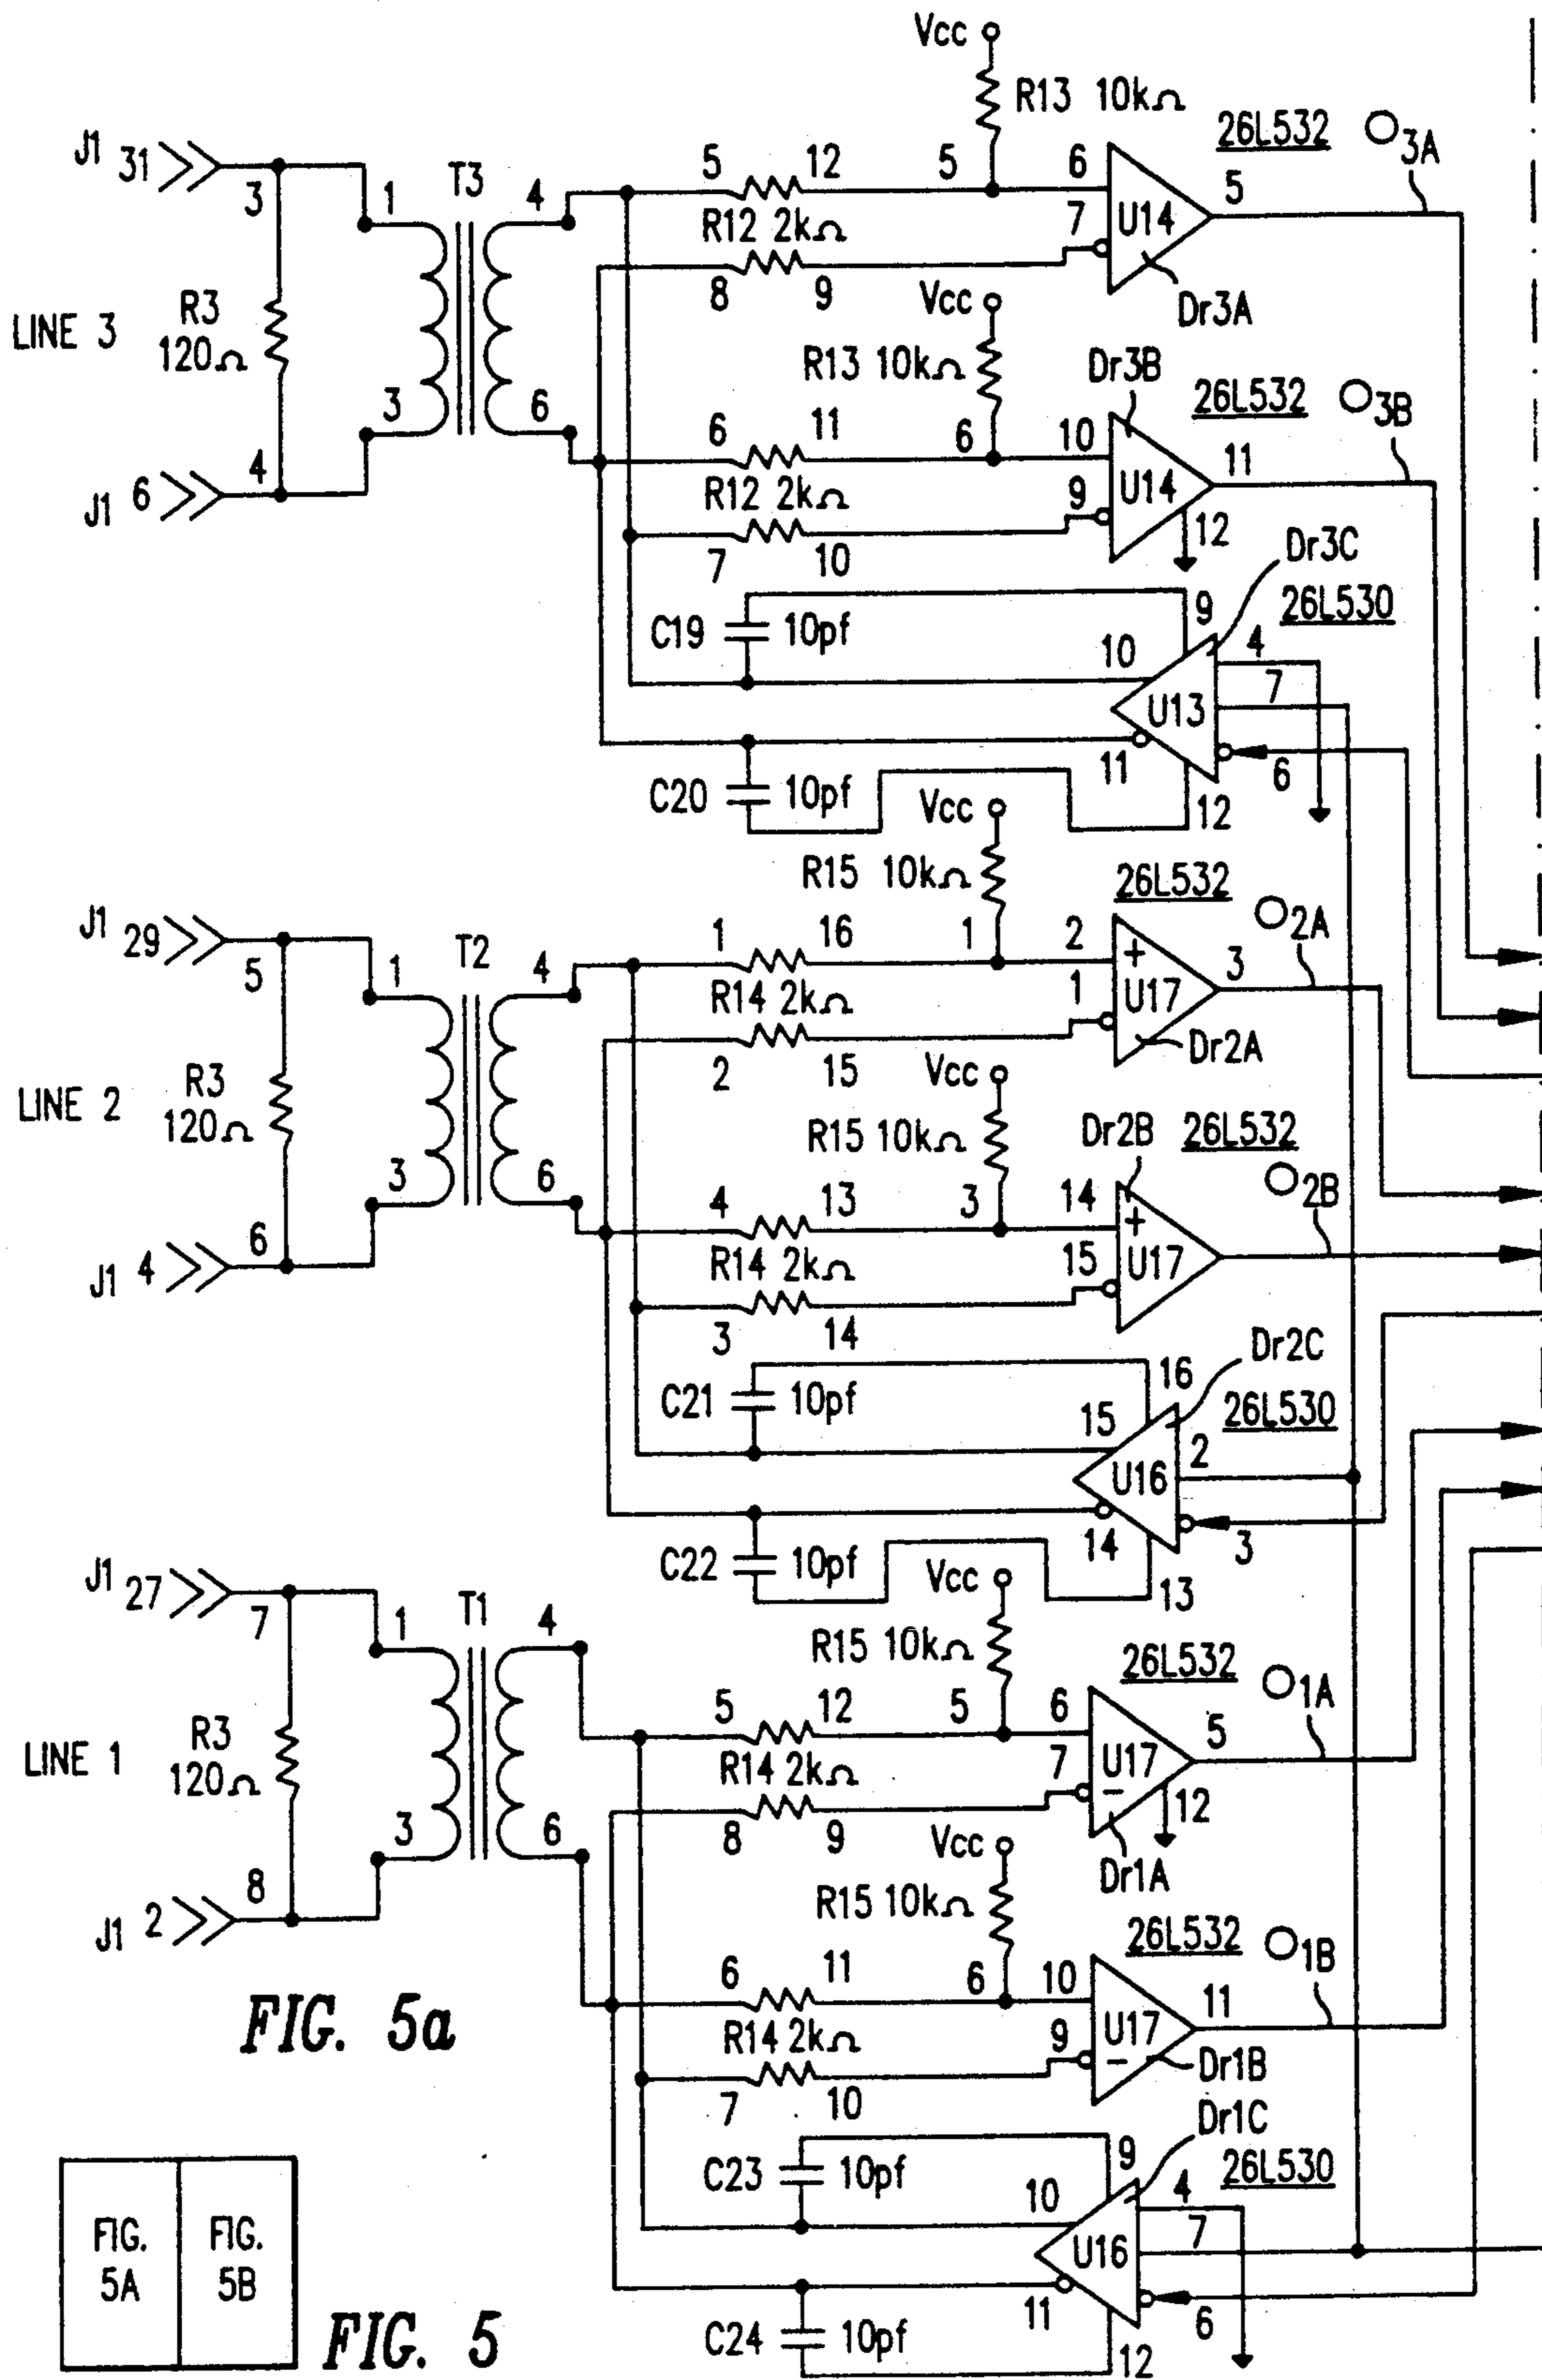 Vcc
R13 10kΩ
J1 31
3
1 T3 4
5 12 5 6
26L532 O3A
5
7
U14
R12 2kΩ
8 9
Dr3A
LINE 3
R3
120Ω
Vcc
R13 10kΩ
Dr3B
26L532 O3B
3 6
6 11 6 10
11
J1 6
4
R12 2kΩ
9
U14
12
7 10
Dr3C
26L530
C19 10pf
9
10
4
7
U13
11
6
C20 10pf
12
Vcc
R15 10kΩ
26L532 O2A
J1 29
5
1 T2 4
1 16 1 2
+
3
R14 2kΩ
1
U17
2 15
Dr2A
LINE 2
R3
120Ω
Vcc
R15 10kΩ
Dr2B 26L532
O2B
3 6
4 13 3 14
+
J1 4
6
R14 2kΩ
15
U17
3 14
Dr2C
C21 10pf
16
26L530
15
2
U16
14
3
C22 10pf
13
Vcc
J1 27
7
1 T1 4
R15 10kΩ
26L532 O1A
5 12 5 6
5
LINE 1
R3
120Ω
R14 2kΩ
7
U17
−
12
8 9
Vcc
Dr1A
3 6
R15 10kΩ
J1 2
8
26L532 O1B
6 11 6 10
11
R14 2kΩ
9
U17
−
Dr1B
7 10
FIG. 5a
Dr1C
26L530
C23 10pf
9
10
4
7
U16
11
6
C24 10pf
12
FIG. 5A
FIG. 5B
FIG. 5